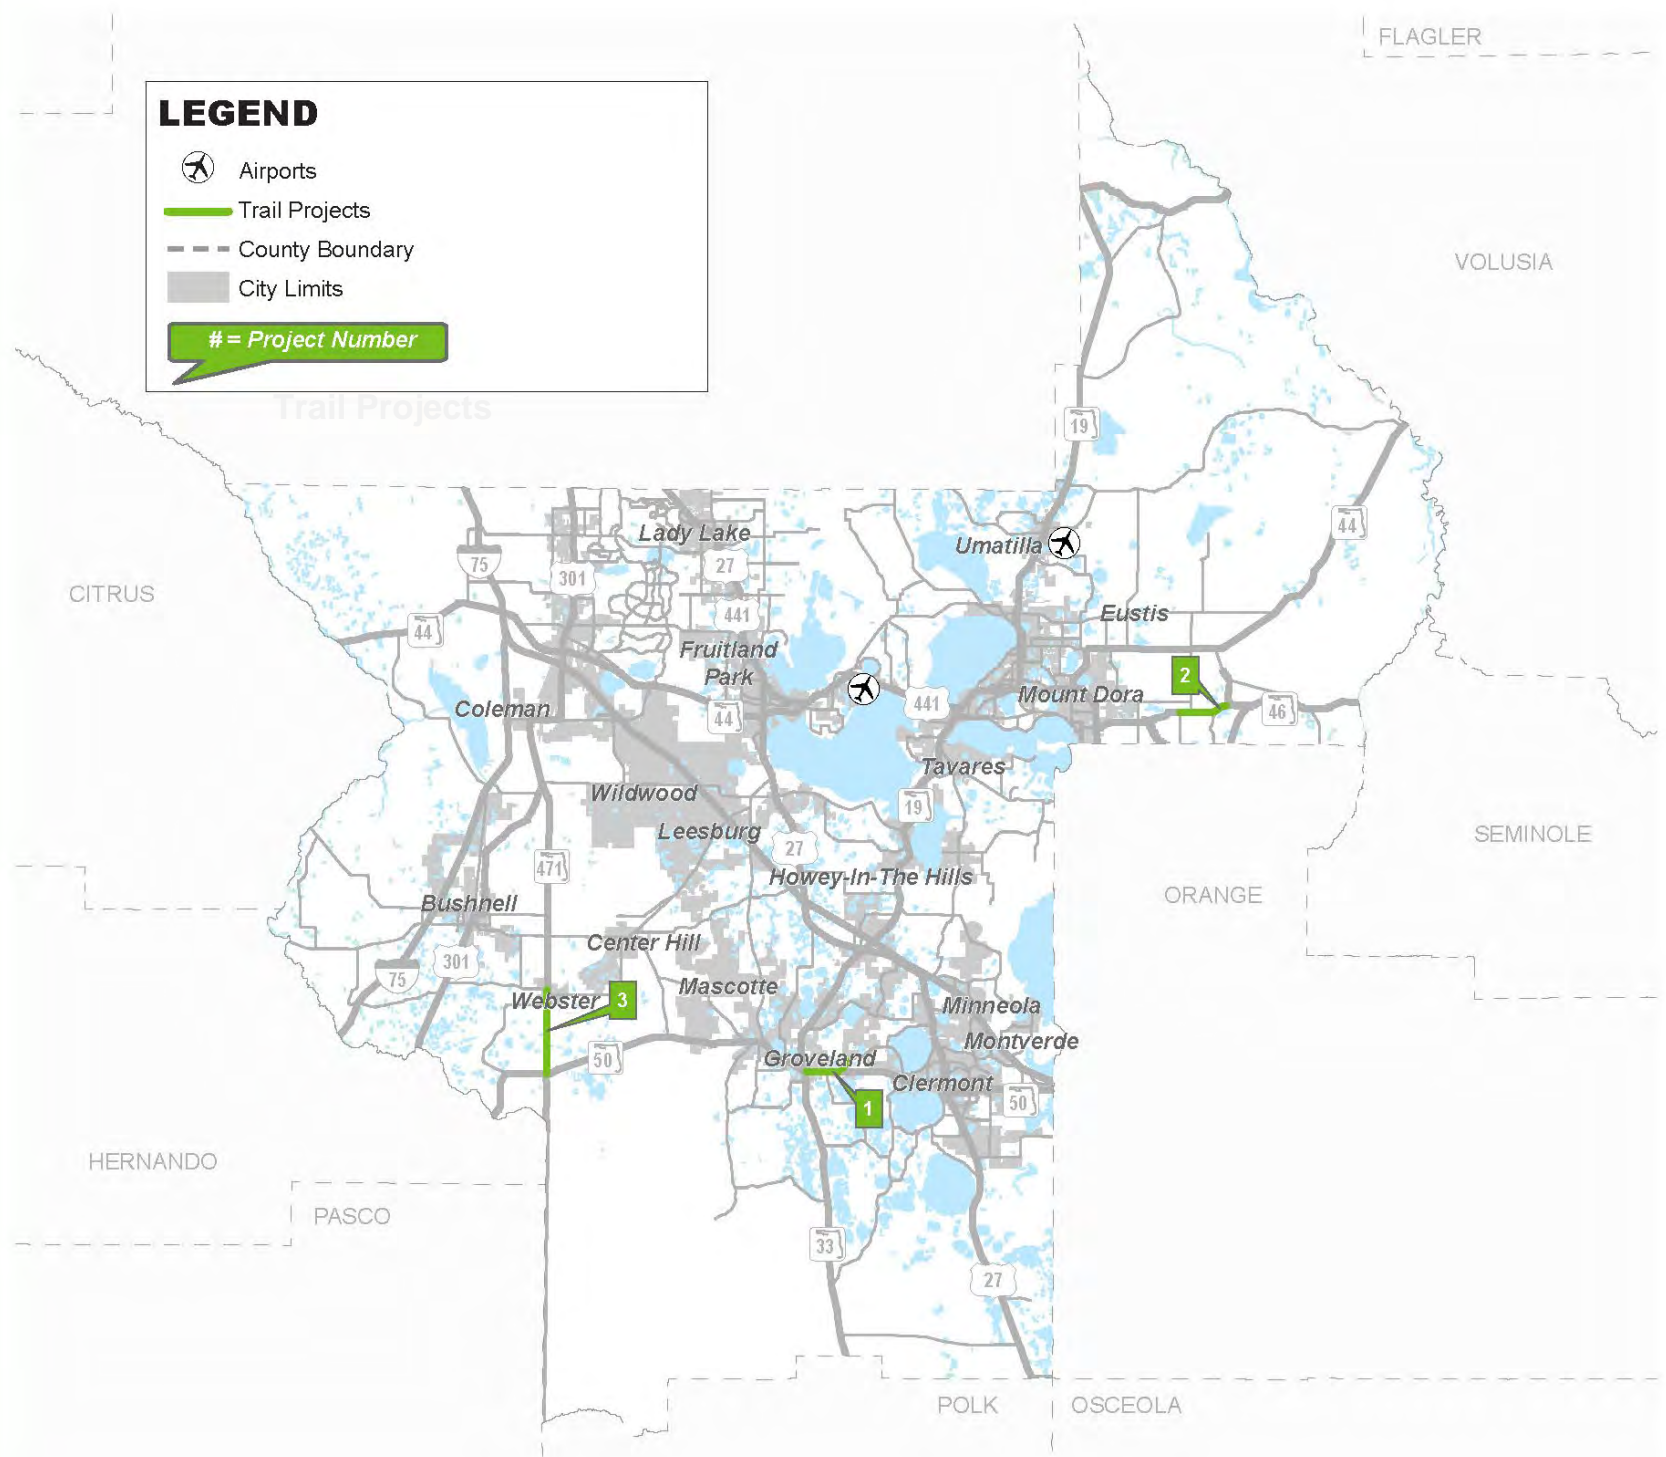 FLAGLER
LEGEND
Airports
Trail Projects
County Boundary
City Limits
# = Project Number
Trail Projects
VOLUSIA
19
44
Lady Lake
Umatilla
75
301
27
CITRUS
441
Eustis
44
Fruitland
Park
2
Mount Dora
441
Coleman
44
46
Tavares
Wildwood
19
Leesburg
SEMINOLE
27
471
Howey-In-The Hills
ORANGE
Bushnell
Center Hill
301
75
Mascotte
Webster
3
Minneola
Montverde
50
Groveland
Clermont
1
50
HERNANDO
PASCO
33
27
POLK
OSCEOLA